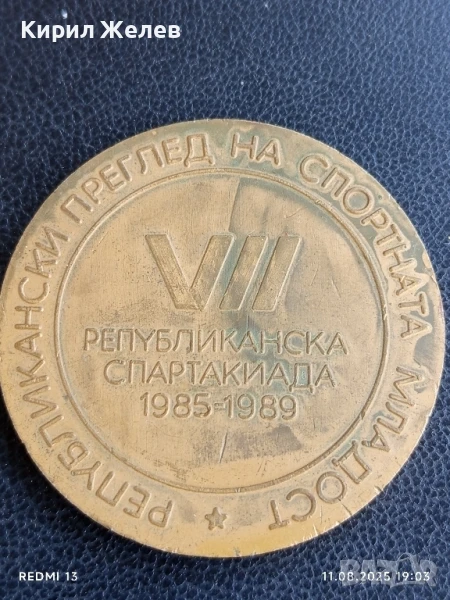 Кирил Желев
РЕПУБЛИКАНСКИ ПРЕГЛЕД НА СПОРТНАТА МЛАДОСТ
VII
РЕПУБЛИКАНСКА
СПАРТАКИАДА
1985-1989
REDMI 13
11.08.2025 19:03